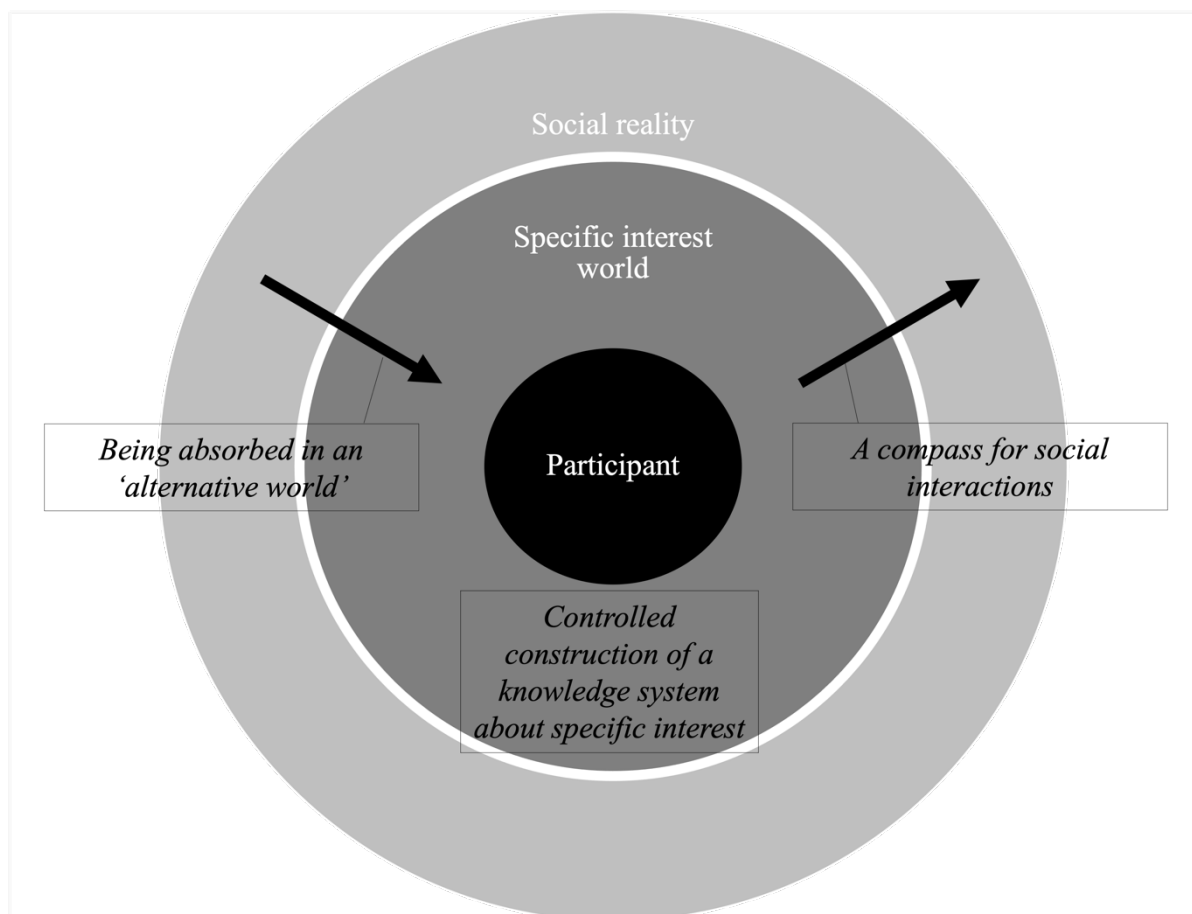 Social reality
Specific interest
world
Being absorbed in an
‘alternative world’
Participant
A compass for social
interactions
Controlled
construction of a
knowledge system
about specific interest